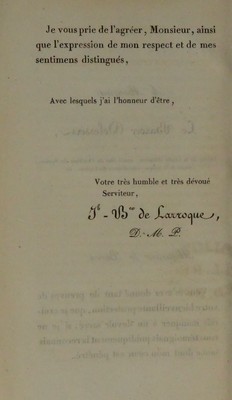 Je vous prie de l'agréer, Monsieur, ainsi
que l'expression de mon respect et de mes
sentimens distingués,
Avec lesquels j'ai l'honneur d'être,
Votre très humble et très dévoué
Serviteur,
de Larroque,
D.-M. P.